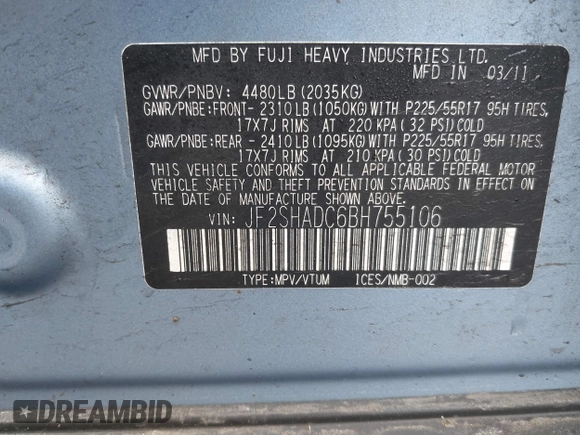 MFD BY FUJI HEAVY INDUSTRIES LTD.
MFD IN 03/11
GVWR/PNBV: 4480LB(2035KG)
GAWR/PNBE:FRONT- 2310LB(1050KG)WITH P225/55R17 95H TIRES,
17X7J RIMS AT 220 KPA( 32 PSI)COLD
GAWR/PNBE:REAR - 2410LB(1095KG)WITH P225/55R17 95H TIRES,
17X7J RIMS AT 210 KPA( 30 PSI)COLD
THIS VEHICLE CONFORMS TO ALL APPLICABLE FEDERAL MOTOR
VEHICLE SAFETY AND THEFT PREVENTION STANDARDS IN EFFECT ON
THE DATE OF MANUFACTURE SHOWN ABOVE.
VIN: JF2SHADC6BH755106
TYPE:MPV/VTUM ICES/NMB-002
DREAMBID